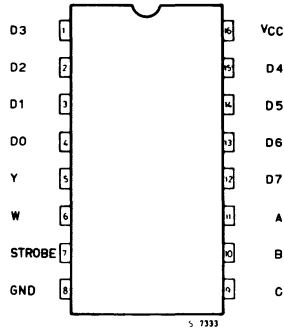 D3 1 16 VCC
D2 2 15 D4
D1 3 14 D5
D0 4 13 D6
Y 5 12 D7
W 6 11 A
STROBE 7 10 B
GND 8 9 C
S 7333